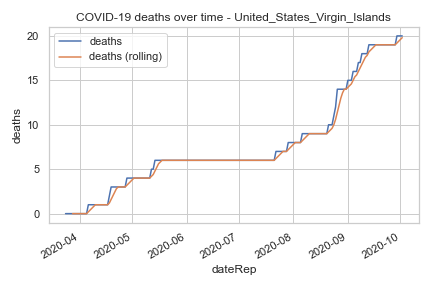 COVID-19 deaths over time - United_States_Virgin_Islands
deaths
deaths (rolling)
deaths
20
15
10
5
0
2020-04
2020-05
2020-06
2020-07
2020-08
2020-09
2020-10
dateRep